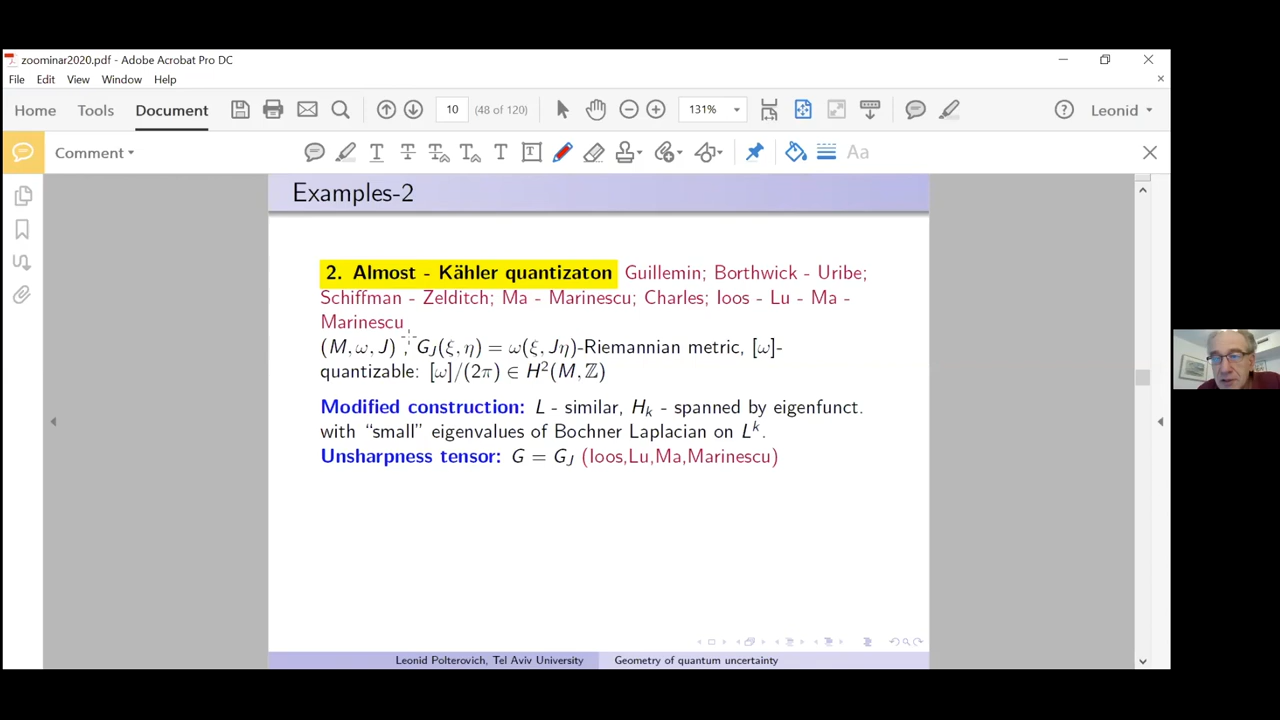 zoominar2020.pdf - Adobe Acrobat Pro DC
File Edit View Window Help
Home Tools Document 10 (48 of 120) 131% Leonid
Comment T T T T T T Aa
Examples-2
2. Almost - Kähler quantizaton Guillemin; Borthwick - Uribe;
Schiffman - Zelditch; Ma - Marinescu; Charles; Ioos - Lu - Ma -
Marinescu
(M, ω, J) , G_J(ξ, η) = ω(ξ, Jη)-Riemannian metric, [ω]-
quantizable: [ω]/(2π) ∈ H²(M, ℤ)
Modified construction: L - similar, H_k - spanned by eigenfunct.
with “small” eigenvalues of Bochner Laplacian on L^k.
Unsharpness tensor: G = G_J (Ioos,Lu,Ma,Marinescu)
Leonid Polterovich, Tel Aviv University Geometry of quantum uncertainty